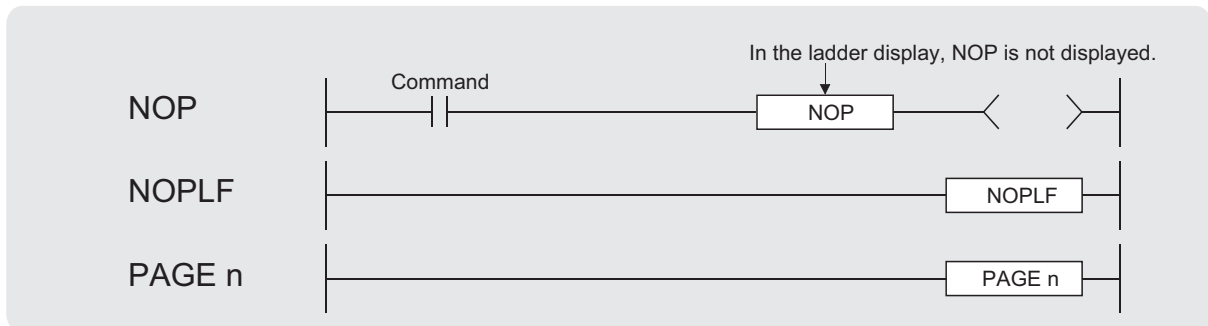 In the ladder display, NOP is not displayed.
Command
NOP
NOP
NOPLF
NOPLF
PAGE n
PAGE n